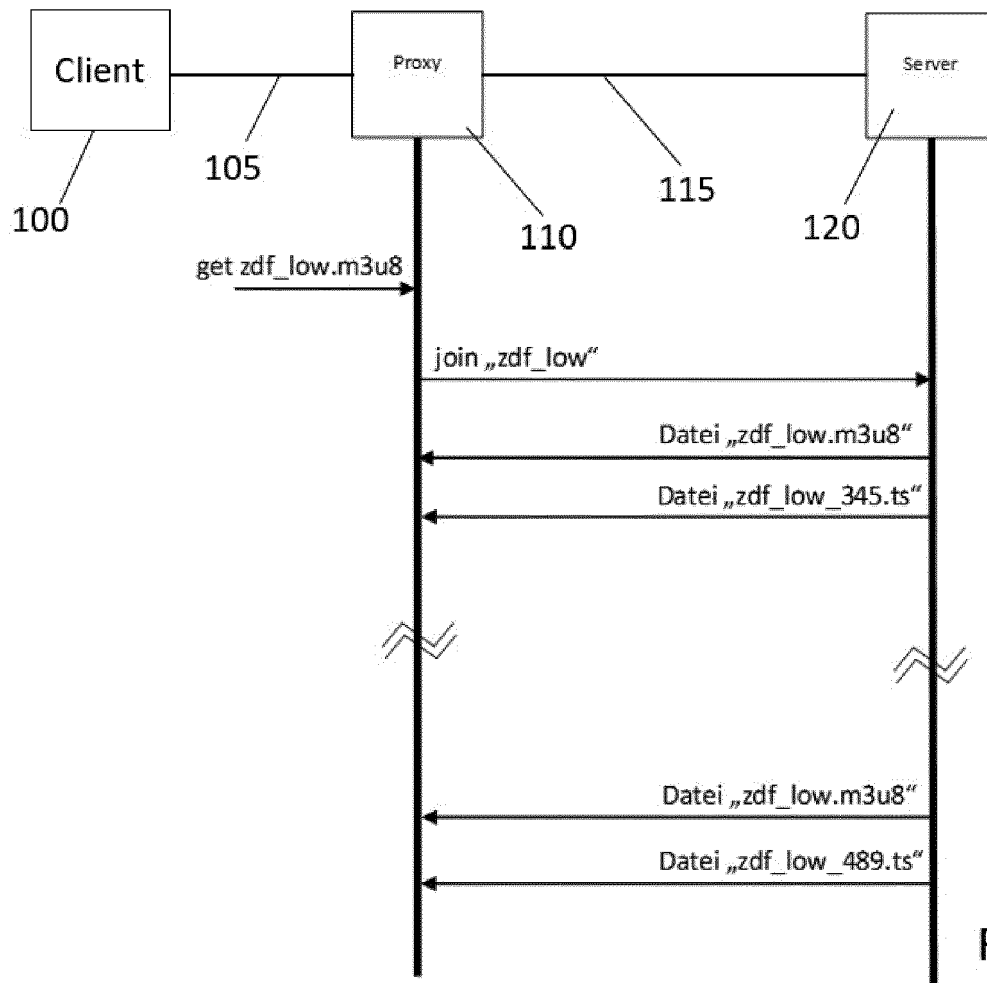 Client
Proxy
Server
105
115
100
110
120
get zdf_low.m3u8
join „zdf_low“
Datei „zdf_low.m3u8“
Datei „zdf_low_345.ts“
Datei „zdf_low.m3u8“
Datei „zdf_low_489.ts“
F